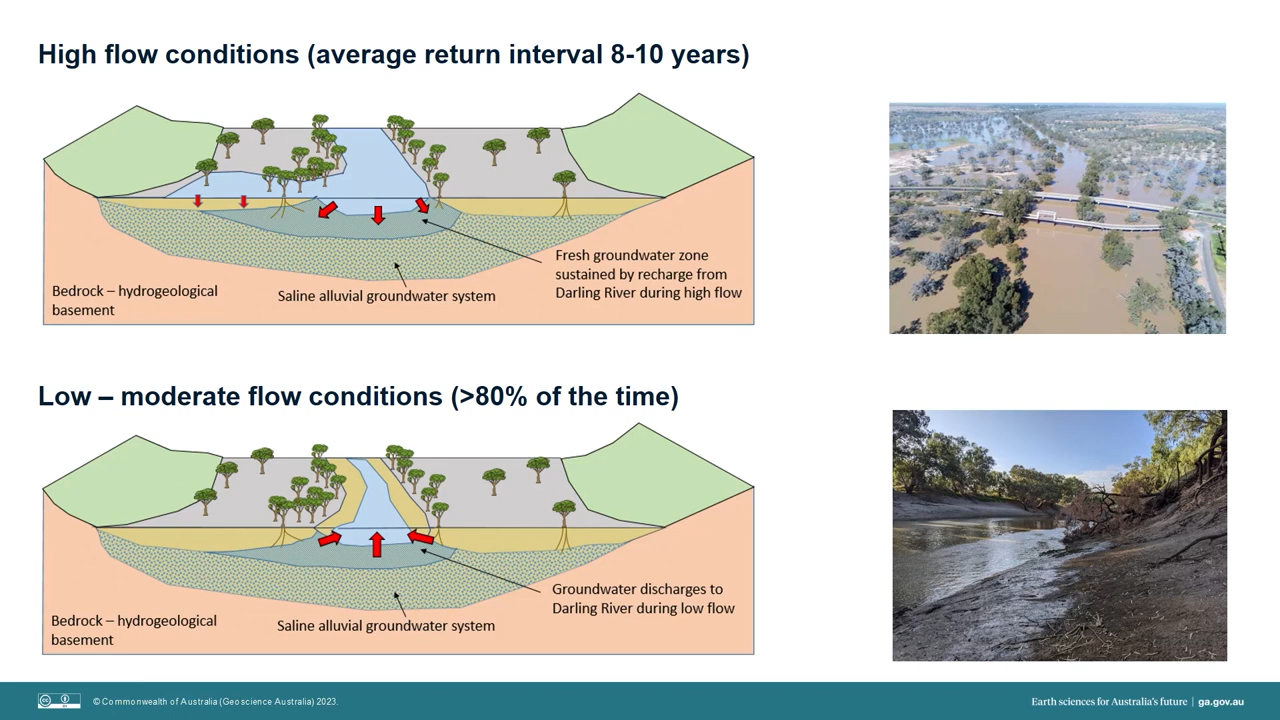 High flow conditions (average return interval 8-10 years)
Fresh groundwater zone
sustained by recharge from
Darling River during high flow
Saline alluvial groundwater system
Bedrock – hydrogeological
basement
Low – moderate flow conditions (>80% of the time)
Groundwater discharges to
Darling River during low flow
Saline alluvial groundwater system
Bedrock – hydrogeological
basement
cc BY
© Commonwealth of Australia (Geoscience Australia) 2023.
Earth sciences for Australia's future | ga.gov.au